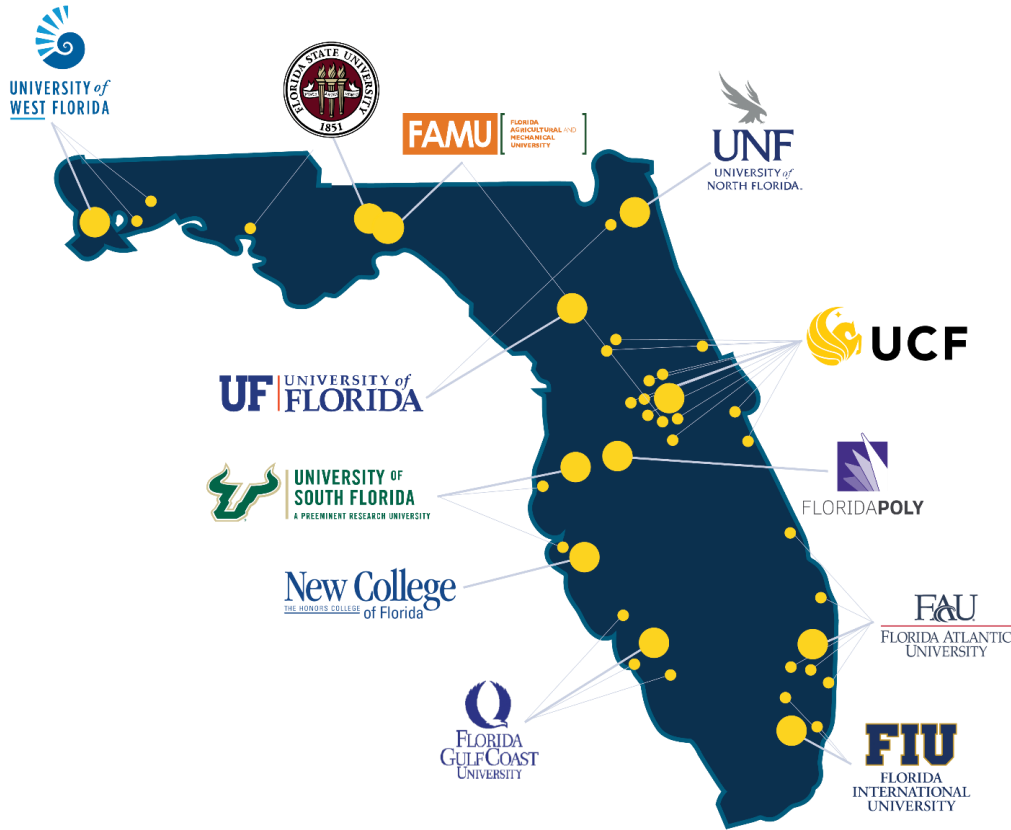 UNIVERSITY of
WEST FLORIDA
FLORIDA STATE UNIVERSITY
1851
FAMU
FLORIDA
AGRICULTURAL AND
MECHANICAL
UNIVERSITY
UNF
UNIVERSITY of
NORTH FLORIDA.
UCF
UF
UNIVERSITY of
FLORIDA
UNIVERSITY OF
SOUTH FLORIDA
A PREEMINENT RESEARCH UNIVERSITY
FLORIDAPOLY
New College
THE HONORS COLLEGE
of Florida
FAU
FLORIDA ATLANTIC
UNIVERSITY
FLORIDA
GULF COAST
UNIVERSITY
FIU
FLORIDA
INTERNATIONAL
UNIVERSITY